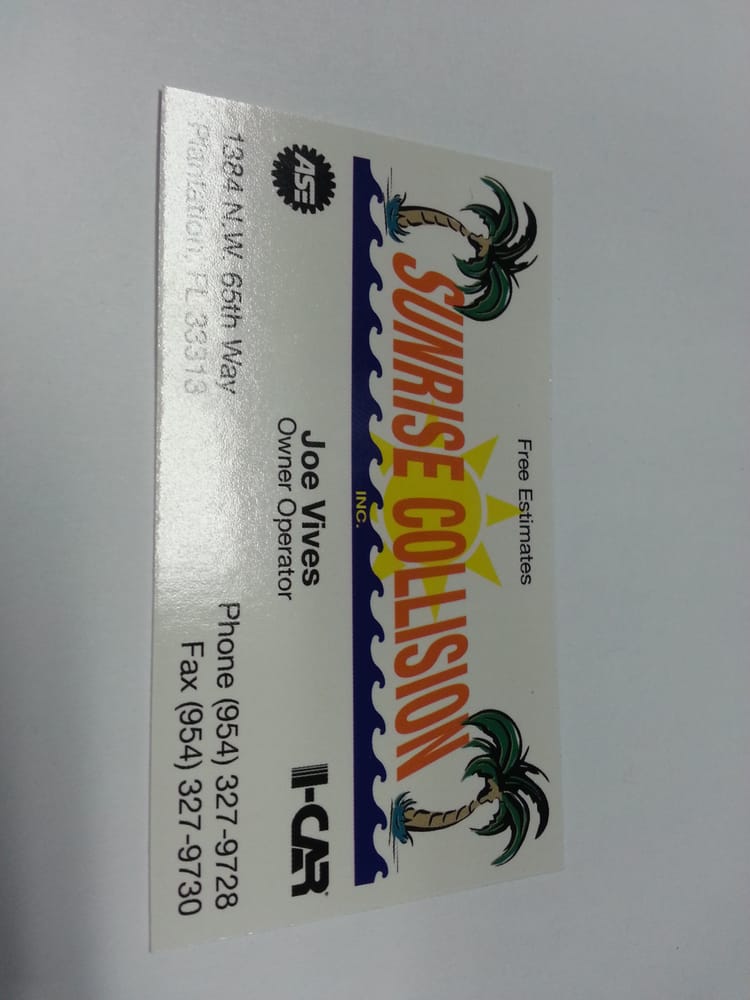 Free Estimates
SUNRISE COLLISION
INC.
ASE
Joe Vives
Owner Operator
I-CAR
1384 N.W. 65th Way
Plantation, FL 33313
Phone (954) 327-9728
Fax (954) 327-9730